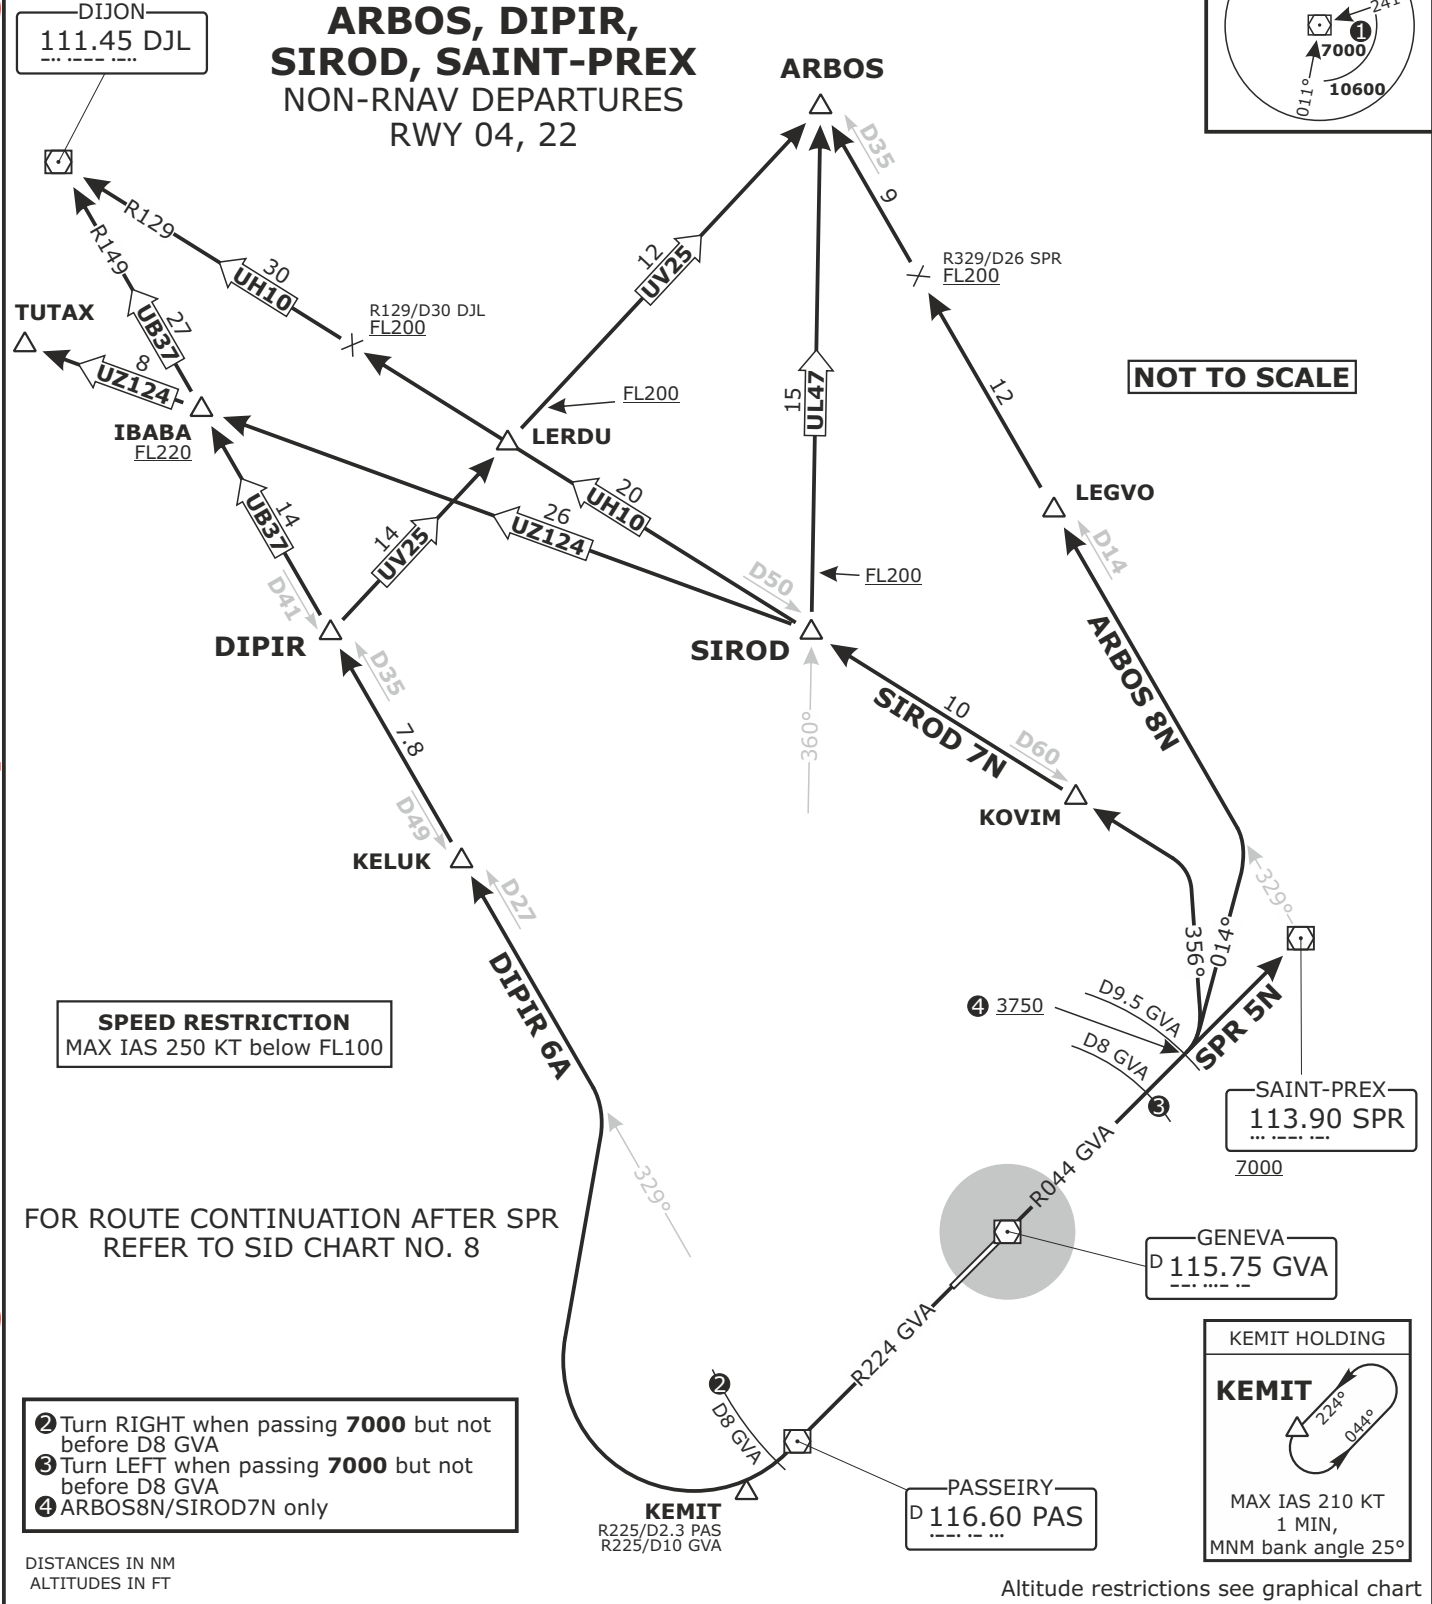 DIJON
111.45 DJL
ARBOS, DIPIR,
SIROD, SAINT-PREX
NON-RNAV DEPARTURES
RWY 04, 22
241
1
7000
10600
011°
ARBOS
D35
9
R329/D26 SPR
FL200
12
NOT TO SCALE
LEGVO
D14
ARBOS 8N
R129
R149
30
UH10
R129/D30 DJL
FL200
TUTAX
27
UB37
8
UZ124
IBABA
FL220
12
UV25
FL200
LERDU
15
UL47
FL200
14
UB37
D41
14
UV25
26
UZ124
20
UH10
D50
DIPIR
SIROD
D35
7.8
D49
KELUK
D27
DIPIR 6A
360°
10
SIROD 7N
D60
KOVIM
329°
356°
014°
D9.5 GVA
4 3750
D8 GVA
3
SPR 5N
SPEED RESTRICTION
MAX IAS 250 KT below FL100
SAINT-PREX
113.90 SPR
7000
R044 GVA
329°
FOR ROUTE CONTINUATION AFTER SPR
REFER TO SID CHART NO. 8
GENEVA
D 115.75 GVA
R224 GVA
KEMIT HOLDING
KEMIT
224°
044°
MAX IAS 210 KT
1 MIN,
MNM bank angle 25°
2
D8 GVA
2 Turn RIGHT when passing 7000 but not
before D8 GVA
3 Turn LEFT when passing 7000 but not
before D8 GVA
4 ARBOS8N/SIROD7N only
KEMIT
R225/D2.3 PAS
R225/D10 GVA
PASSEIRY
D 116.60 PAS
DISTANCES IN NM
ALTITUDES IN FT
Altitude restrictions see graphical chart